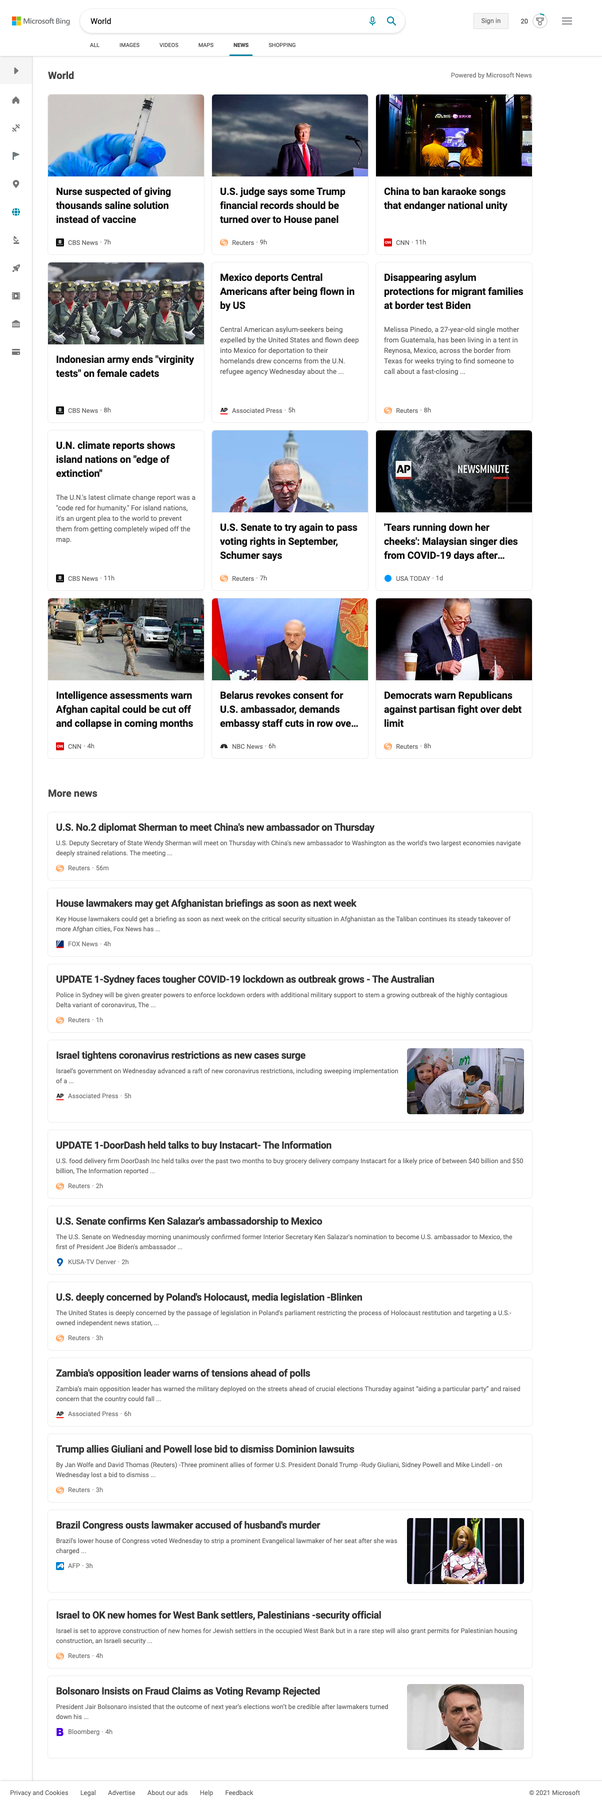 Microsoft Bing
World
Sign in
20
ALL IMAGES VIDEOS MAPS NEWS SHOPPING
World
Powered by Microsoft News
Nurse suspected of giving
thousands saline solution
instead of vaccine
CBS News · 7h
U.S. judge says some Trump
financial records should be
turned over to House panel
Reuters · 9h
China to ban karaoke songs
that endanger national unity
CNN · 11h
Indonesian army ends "virginity
tests" on female cadets
CBS News · 8h
Mexico deports Central
Americans after being flown in
by US
Central American asylum-seekers being
expelled by the United States and flown deep
into Mexico for deportation to their
homelands drew concerns from the U.N.
refugee agency Wednesday about the ...
AP
Associated Press · 5h
Disappearing asylum
protections for migrant families
at border test Biden
Melissa Pinedo, a 27-year-old single mother
from Guatemala, has been living in a tent in
Reynosa, Mexico, across the border from
Texas for weeks trying to find someone to
call about a fast-closing ...
Reuters · 8h
U.N. climate reports shows
island nations on "edge of
extinction"
The U.N.'s latest climate change report was a
"code red for humanity." For island nations,
it's an urgent plea to the world to prevent
them from getting completely wiped off the
map.
CBS News · 11h
U.S. Senate to try again to pass
voting rights in September,
Schumer says
Reuters · 7h
AP
NEWSMINUTE
'Tears running down her
cheeks': Malaysian singer dies
from COVID-19 days after...
USA TODAY · 1d
Intelligence assessments warn
Afghan capital could be cut off
and collapse in coming months
CNN · 4h
Belarus revokes consent for
U.S. ambassador, demands
embassy staff cuts in row ove...
NBC News · 6h
Democrats warn Republicans
against partisan fight over debt
limit
Reuters · 8h
More news
U.S. No.2 diplomat Sherman to meet China's new ambassador on Thursday
U.S. Deputy Secretary of State Wendy Sherman will meet on Thursday with China's new ambassador to Washington as the world's two largest economies navigate
deeply strained relations. The meeting ...
Reuters · 56m
House lawmakers may get Afghanistan briefings as soon as next week
Key House lawmakers could get a briefing as soon as next week on the critical security situation in Afghanistan as the Taliban continues its steady takeover of
more Afghan cities, Fox News has ...
FOX News · 4h
UPDATE 1-Sydney faces tougher COVID-19 lockdown as outbreak grows - The Australian
Police in Sydney will be given greater powers to enforce lockdown orders with additional military support to stem a growing outbreak of the highly contagious
Delta variant of coronavirus, The ...
Reuters · 1h
Israel tightens coronavirus restrictions as new cases surge
Israel's government on Wednesday advanced a raft of new coronavirus restrictions, including sweeping implementation
of a ...
AP
Associated Press · 5h
UPDATE 1-DoorDash held talks to buy Instacart- The Information
U.S. food delivery firm DoorDash Inc held talks over the past two months to buy grocery delivery company Instacart for a likely price of between $40 billion and $50
billion, The Information reported ...
Reuters · 2h
U.S. Senate confirms Ken Salazar's ambassadorship to Mexico
The U.S. Senate on Wednesday morning unanimously confirmed former Interior Secretary Ken Salazar's nomination to become U.S. ambassador to Mexico, the
first of President Joe Biden's ambassador ...
KUSA-TV Denver · 2h
U.S. deeply concerned by Poland's Holocaust, media legislation -Blinken
The United States is deeply concerned by the passage of legislation in Poland's parliament restricting the process of Holocaust restitution and targeting a U.S.-
owned independent news station, ...
Reuters · 3h
Zambia's opposition leader warns of tensions ahead of polls
Zambia's main opposition leader has warned the military deployed on the streets ahead of crucial elections Thursday against "aiding a particular party" and raised
concern that the country could fall ...
AP
Associated Press · 6h
Trump allies Giuliani and Powell lose bid to dismiss Dominion lawsuits
By Jan Wolfe and David Thomas (Reuters) -Three prominent allies of former U.S. President Donald Trump -Rudy Giuliani, Sidney Powell and Mike Lindell - on
Wednesday lost a bid to dismiss ...
Reuters · 3h
Brazil Congress ousts lawmaker accused of husband's murder
Brazil's lower house of Congress voted Wednesday to strip a prominent Evangelical lawmaker of her seat after she was
charged ...
AFP · 3h
Israel to OK new homes for West Bank settlers, Palestinians -security official
Israel is set to approve construction of new homes for Jewish settlers in the occupied West Bank but in a rare step will also grant permits for Palestinian housing
construction, an Israeli security ...
Reuters · 4h
Bolsonaro Insists on Fraud Claims as Voting Revamp Rejected
President Jair Bolsonaro insisted that the outcome of next year's elections won't be credible after lawmakers turned
down his ...
B
Bloomberg · 4h
Privacy and Cookies Legal Advertise About our ads Help Feedback
© 2021 Microsoft